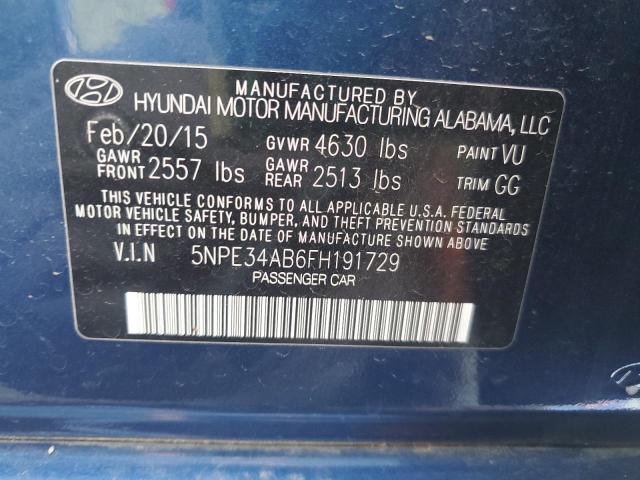 MANUFACTURED BY
HYUNDAI MOTOR MANUFACTURING ALABAMA, LLC
Feb/20/15 GVWR 4630 lbs PAINT VU
GAWR FRONT 2557 lbs GAWR REAR 2513 lbs TRIM GG
THIS VEHICLE CONFORMS TO ALL APPLICABLE U.S.A. FEDERAL
MOTOR VEHICLE SAFETY, BUMPER, AND THEFT PREVENTION STANDARDS
IN EFFECT ON THE DATE OF MANUFACTURE SHOWN ABOVE.
V.I.N 5NPE34AB6FH191729
PASSENGER CAR